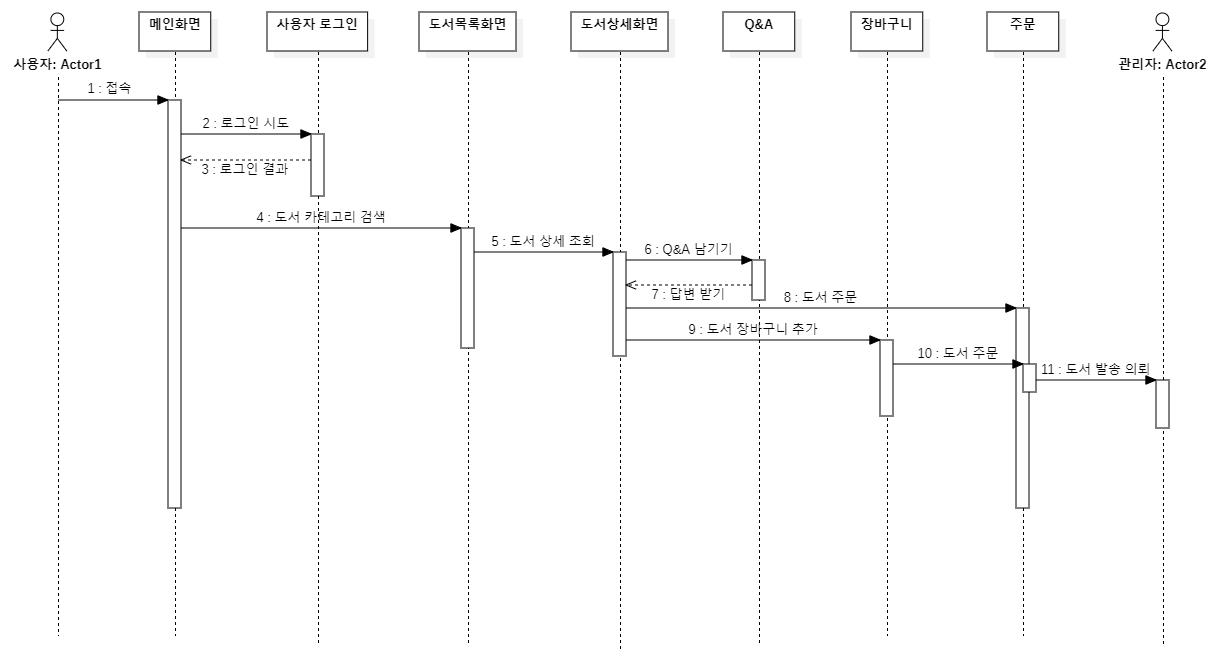 메인화면
사용자 로그인
도서목록화면
도서상세화면
Q&A
장바구니
주문
사용자: Actor1
관리자: Actor2
1 : 접속
2 : 로그인 시도
3 : 로그인 결과
4 : 도서 카테고리 검색
5 : 도서 상세 조회
6 : Q&A 남기기
7 : 답변 받기
8 : 도서 주문
9 : 도서 장바구니 추가
10 : 도서 주문
11 : 도서 발송 의뢰